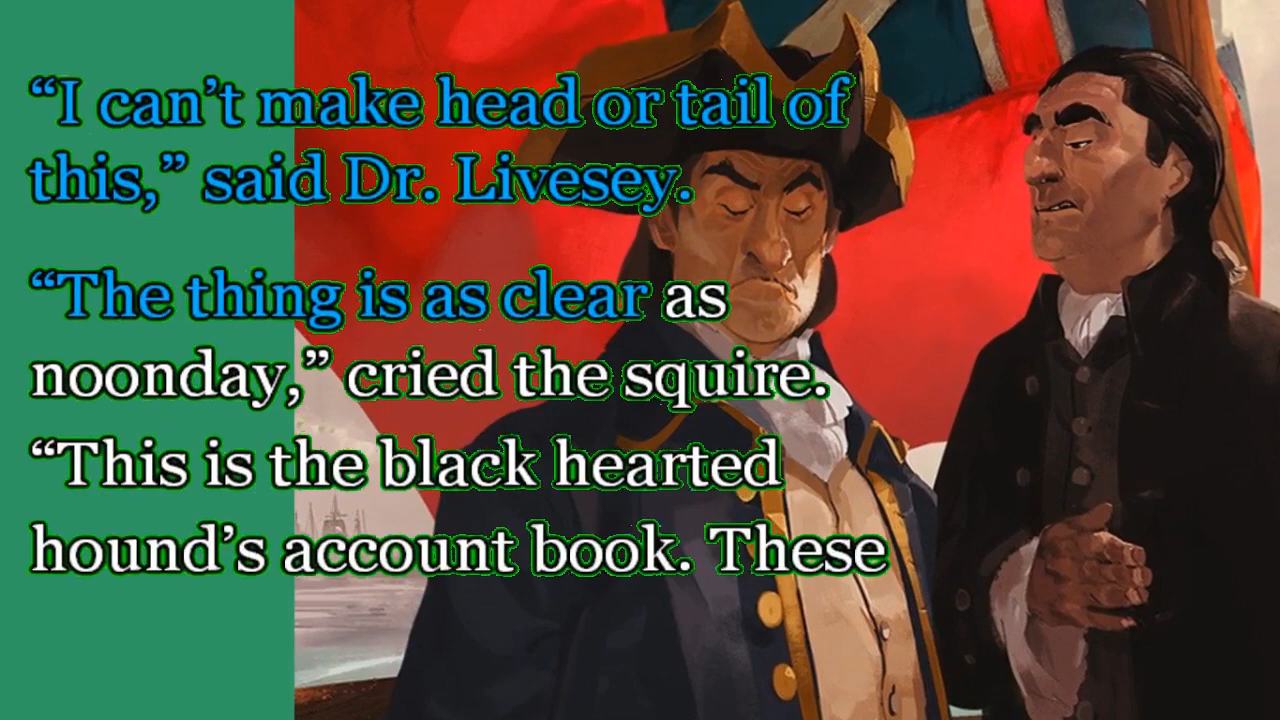 “I can’t make head or tail of
this,” said Dr. Livesey.
“The thing is as clear as
noonday,” cried the squire.
“This is the black hearted
hound’s account book. These